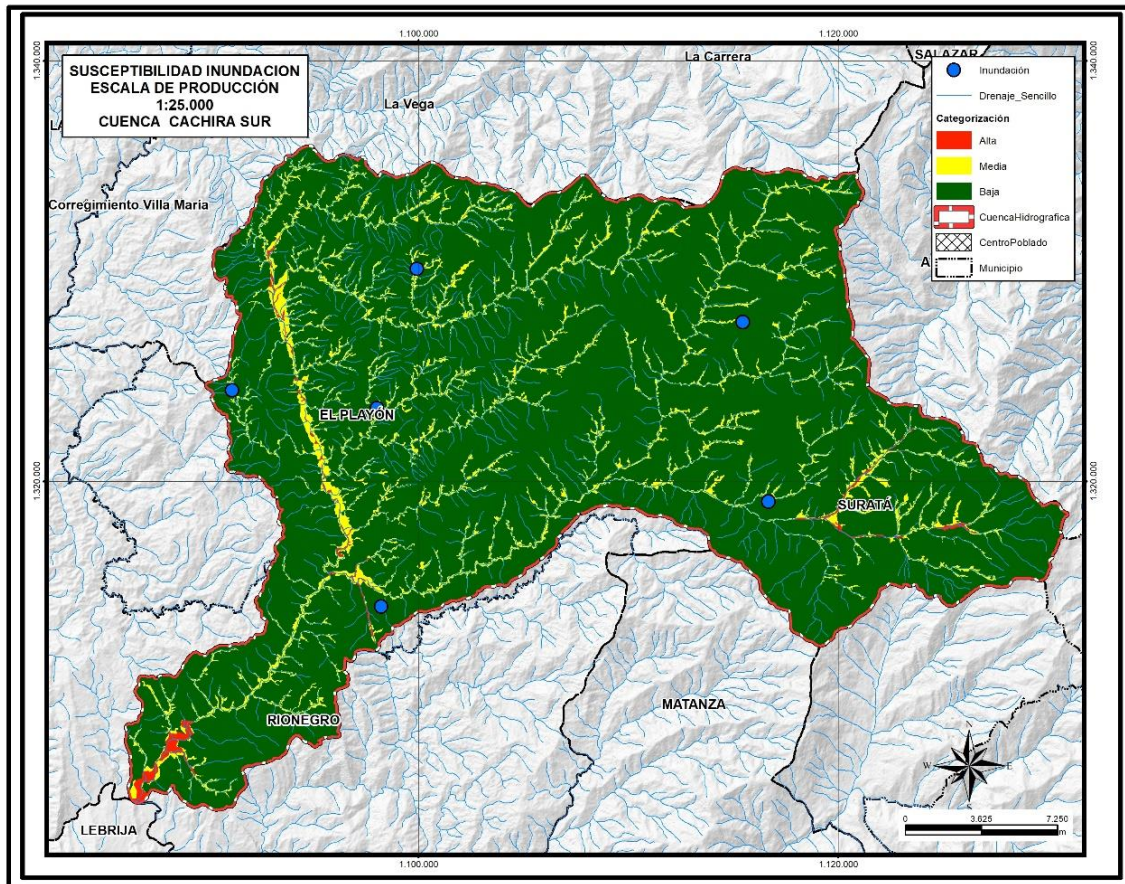 SUSCEPTIBILIDAD INUNDACION
ESCALA DE PRODUCCIÓN
1:25.000
CUENCA CACHIRA SUR
1.100.000
1.120.000
1.340.000
1.340.000
La Carrera
SALAZAR
La Vega
Corregimiento Villa Maria
Inundación
Drenaje_Sencillo
Categorización
Alta
Media
Baja
CuencaHidrografica
CentroPoblado
Municipio
EL PLAYÓN
1.320.000
1.320.000
SURATÁ
MATANZA
RIONEGRO
LEBRIJA
N
W
E
S
0
3.625
7.250
m
1.100.000
1.120.000